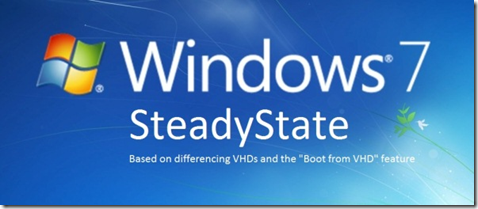 Windows® 7
SteadyState
Based on differencing VHDs and the "Boot from VHD" feature